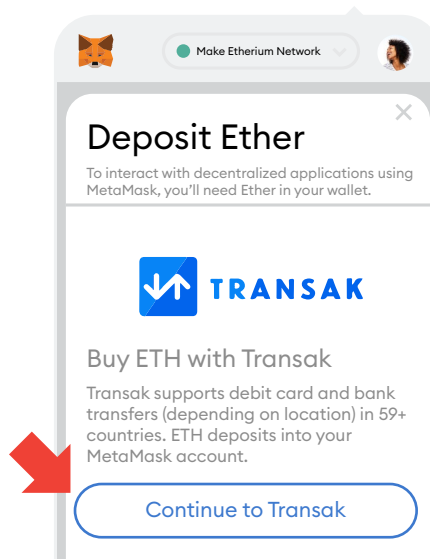 Make Etherium Network
Deposit Ether
To interact with decentralized applications using
MetaMask, you’ll need Ether in your wallet.
TRANSAK
Buy ETH with Transak
Transak supports debit card and bank
transfers (depending on location) in 59+
countries. ETH deposits into your
MetaMask account.
Continue to Transak